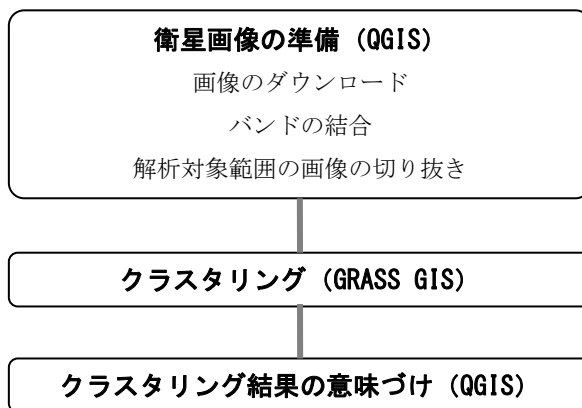 衛星画像の準備 (QGIS)
画像のダウンロード
バンドの結合
解析対象範囲の画像の切り抜き
クラスタリング (GRASS GIS)
クラスタリング結果の意味づけ (QGIS)